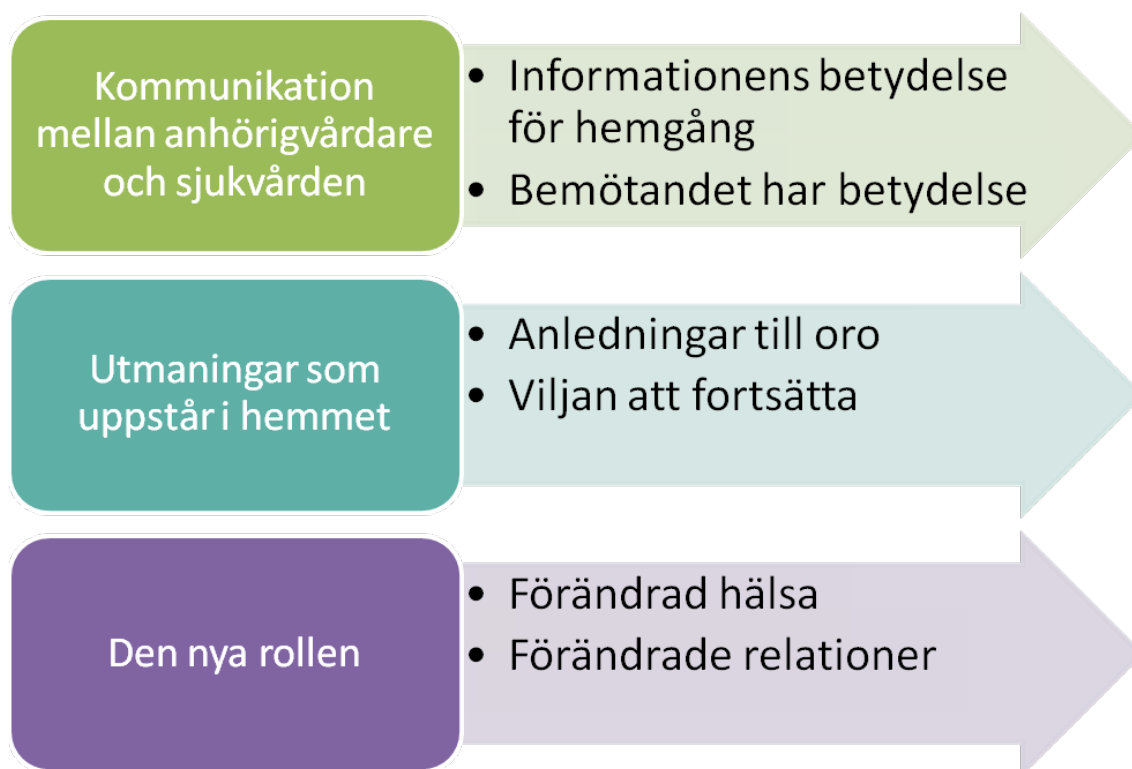 Kommunikation
mellan anhörigvårdare
och sjukvården
• Informationens betydelse
för hemgång
• Bemötandet har betydelse
Utmaningar som
uppstår i hemmet
• Anledningar till oro
• Viljan att fortsätta
Den nya rollen
• Förändrad hälsa
• Förändrade relationer